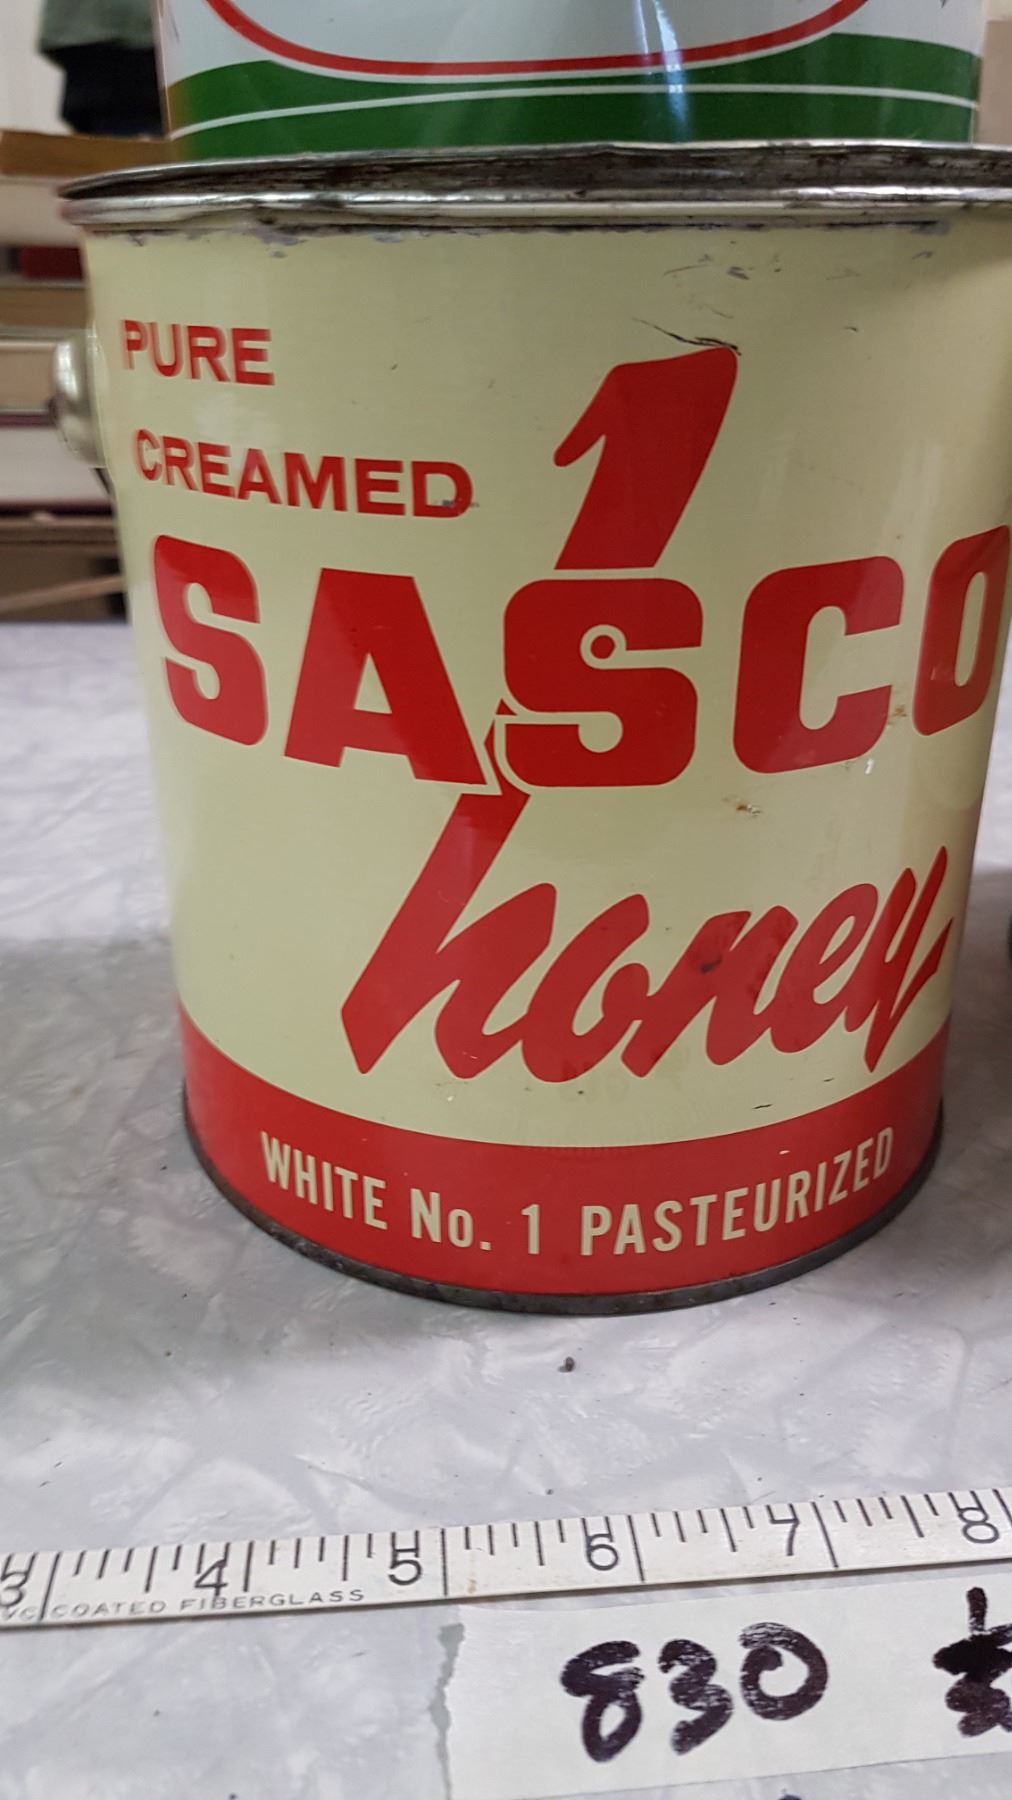 PURE
CREAMED
1
SASCO
honey
WHITE No. 1 PASTEURIZED
3 4 5 6 7 8
COATED FIBERGLASS
830